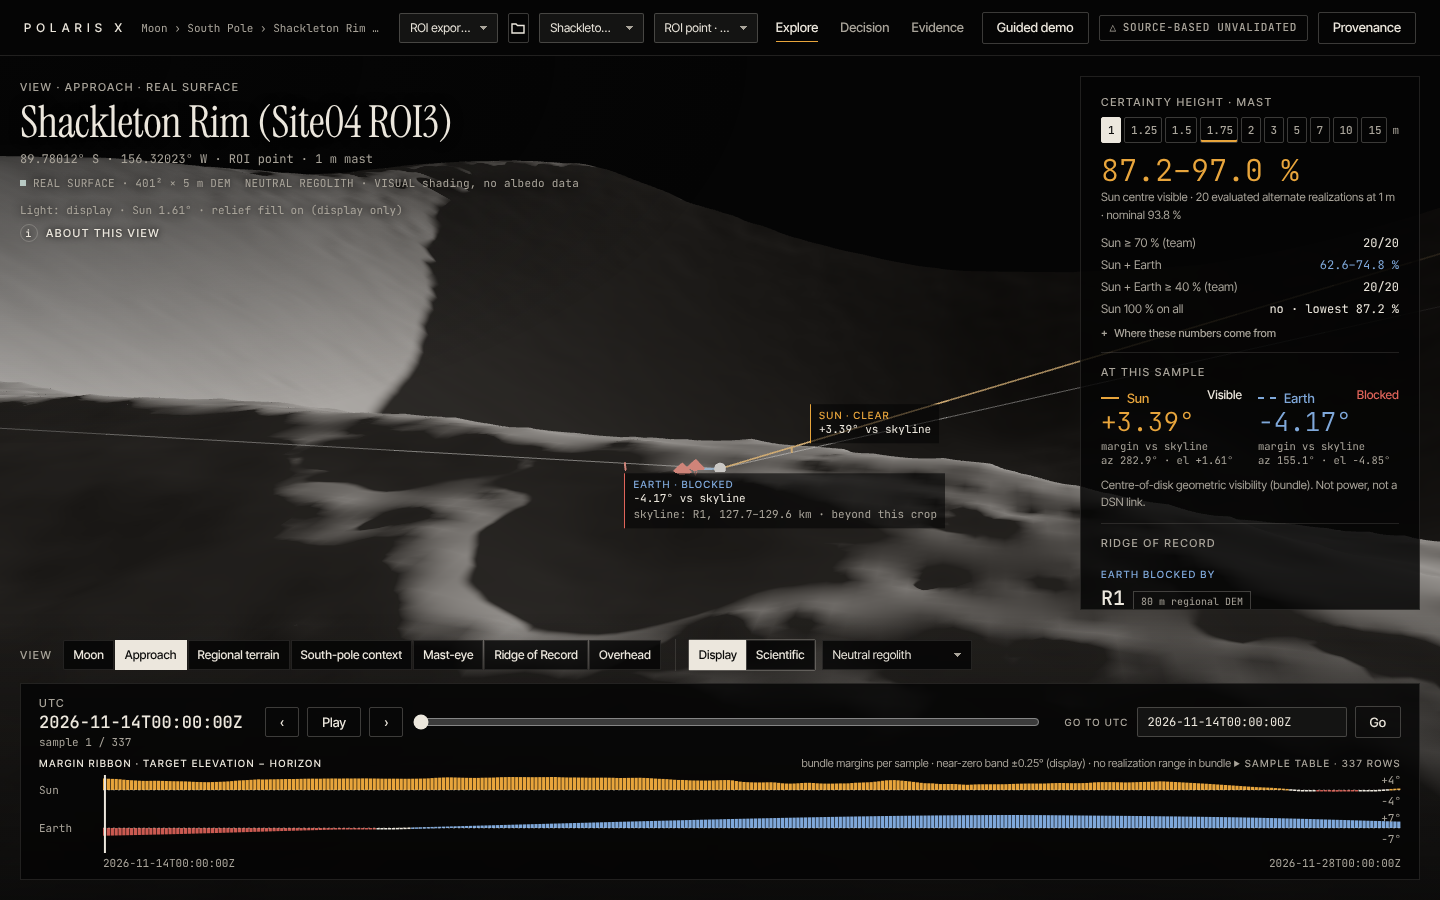 POLARIS X
Moon › South Pole › Shackleton Rim …
ROI expor…
Shackleto…
ROI point · …
Explore
Decision
Evidence
Guided demo
△ SOURCE-BASED UNVALIDATED
Provenance
VIEW · APPROACH · REAL SURFACE
Shackleton Rim (Site04 ROI3)
89.78012° S · 156.32023° W · ROI point · 1 m mast
REAL SURFACE · 401² × 5 m DEM NEUTRAL REGOLITH · VISUAL shading, no albedo data
Light: display · Sun 1.61° · relief fill on (display only)
i ABOUT THIS VIEW
CERTAINTY HEIGHT · MAST
1 1.25 1.5 1.75 2 3 5 7 10 15 m
87.2–97.0 %
Sun centre visible · 20 evaluated alternate realizations at 1 m
· nominal 93.8 %
Sun ≥ 70 % (team) 20/20
Sun + Earth 62.6–74.8 %
Sun + Earth ≥ 40 % (team) 20/20
Sun 100 % on all no · lowest 87.2 %
+ Where these numbers come from
AT THIS SAMPLE
Sun Visible
+3.39°
margin vs skyline
az 282.9° · el +1.61°
Earth Blocked
-4.17°
margin vs skyline
az 155.1° · el -4.85°
Centre-of-disk geometric visibility (bundle). Not power, not a
DSN link.
RIDGE OF RECORD
EARTH BLOCKED BY
R1 80 m regional DEM
SUN · CLEAR
+3.39° vs skyline
EARTH · BLOCKED
-4.17° vs skyline
skyline: R1, 127.7–129.6 km · beyond this crop
VIEW
Moon
Approach
Regional terrain
South-pole context
Mast-eye
Ridge of Record
Overhead
Display
Scientific
Neutral regolith
UTC
2026-11-14T00:00:00Z
sample 1 / 337
‹
Play
›
GO TO UTC
2026-11-14T00:00:00Z
Go
MARGIN RIBBON · TARGET ELEVATION – HORIZON
bundle margins per sample · near-zero band ±0.25° (display) · no realization range in bundle
▸ SAMPLE TABLE · 337 ROWS
Sun
+4°
-4°
Earth
+7°
-7°
2026-11-14T00:00:00Z
2026-11-28T00:00:00Z